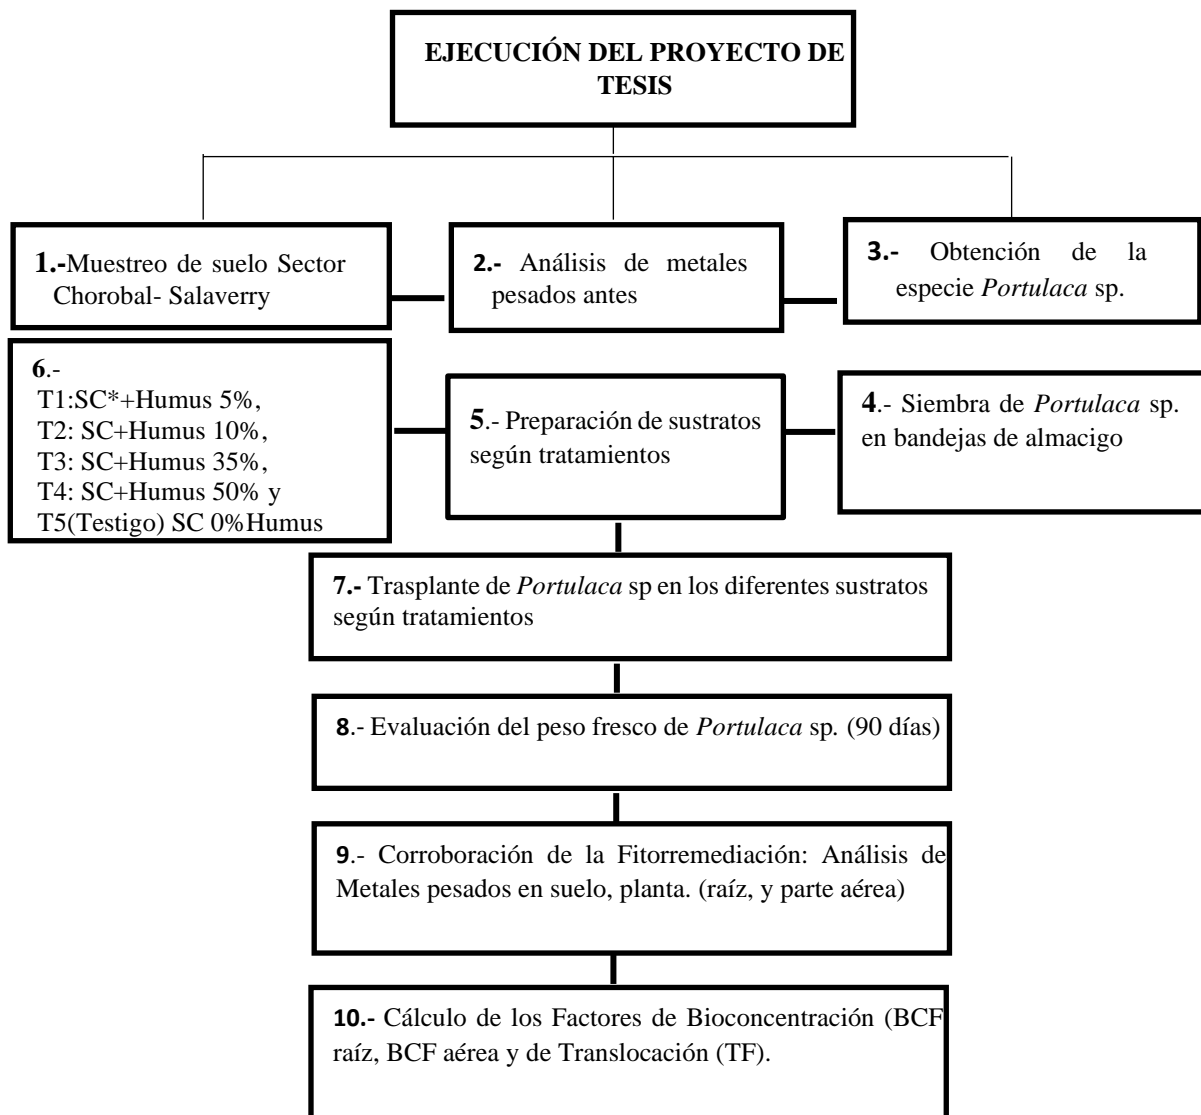 EJECUCIÓN DEL PROYECTO DE
TESIS
1.-Muestreo de suelo Sector
Chorobal- Salaverry
2.- Análisis de metales
pesados antes
3.- Obtención de la
especie Portulaca sp.
6.-
T1:SC*+Humus 5%,
T2: SC+Humus 10%,
T3: SC+Humus 35%,
T4: SC+Humus 50% y
T5(Testigo) SC 0%Humus
5.- Preparación de sustratos
según tratamientos
4.- Siembra de Portulaca sp.
en bandejas de almacigo
7.- Trasplante de Portulaca sp en los diferentes sustratos
según tratamientos
8.- Evaluación del peso fresco de Portulaca sp. (90 días)
9.- Corroboración de la Fitorremediación: Análisis de
Metales pesados en suelo, planta. (raíz, y parte aérea)
10.- Cálculo de los Factores de Bioconcentración (BCF
raíz, BCF aérea y de Translocación (TF).